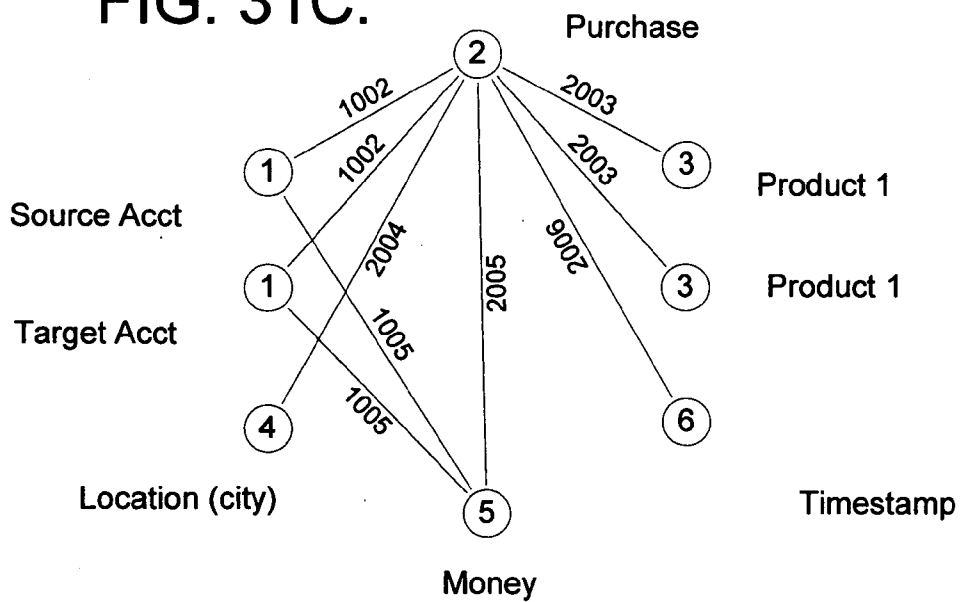 FIG. 31C.
Purchase
2
1002
2003
1002
2003
1
3
Product 1
Source Acct
2004
2006
2005
1
3
Product 1
Target Acct
1005
1005
4
6
Location (city)
5
Timestamp
Money